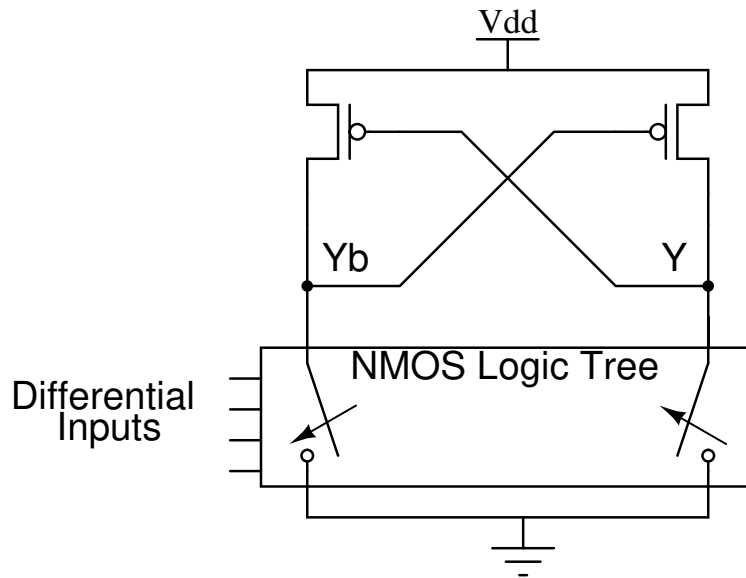 Vdd
Yb
Y
NMOS Logic Tree
Differential
Inputs